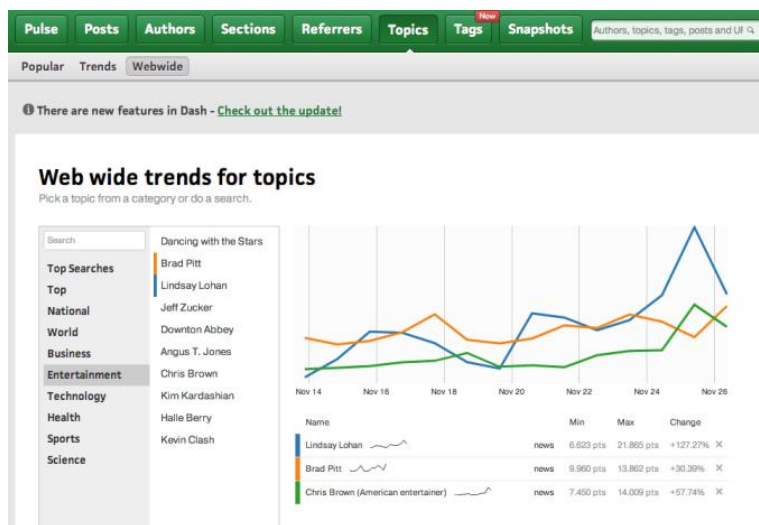 Pulse Posts Authors Sections Referrers Topics Tags Now Snapshots Authors, topics, tags, posts and UF
Popular Trends Webwide
There are new features in Dash - Check out the update!
Web wide trends for topics
Pick a topic from a category or do a search.
Search
Top Searches
Top
National
World
Business
Entertainment
Technology
Health
Sports
Science
Dancing with the Stars
Brad Pitt
Lindsay Lohan
Jeff Zucker
Downton Abbey
Angus T. Jones
Chris Brown
Kim Kardashian
Halle Berry
Kevin Clash
Nov 14 Nov 16 Nov 18 Nov 20 Nov 22 Nov 24 Nov 26
Name Min Max Change
Lindsay Lohan news 6.623 pts 21.865 pts +127.27% ×
Brad Pitt news 9.960 pts 13.862 pts +30.39% ×
Chris Brown (American entertainer) news 7.450 pts 14.009 pts +57.74% ×